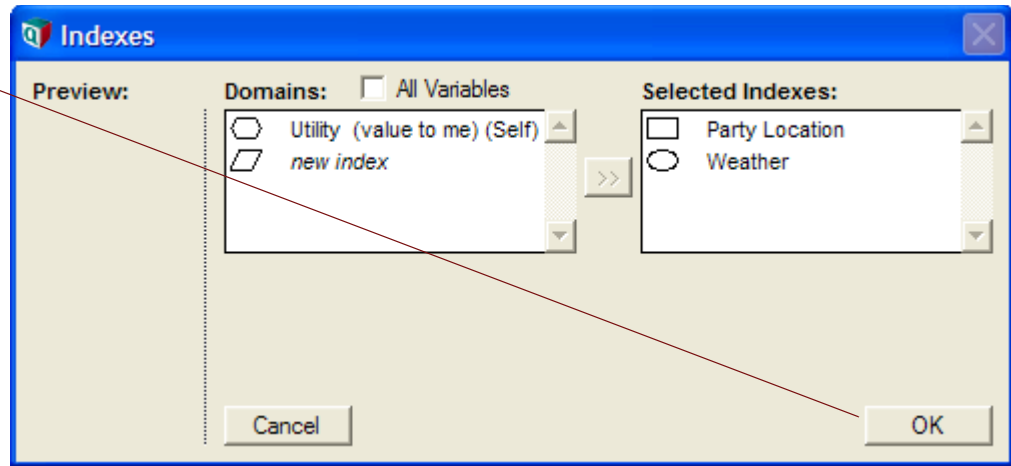 Indexes
Preview:
Domains:  All Variables
Utility (value to me) (Self)
new index
>>
Selected Indexes:
Party Location
Weather
Cancel
OK